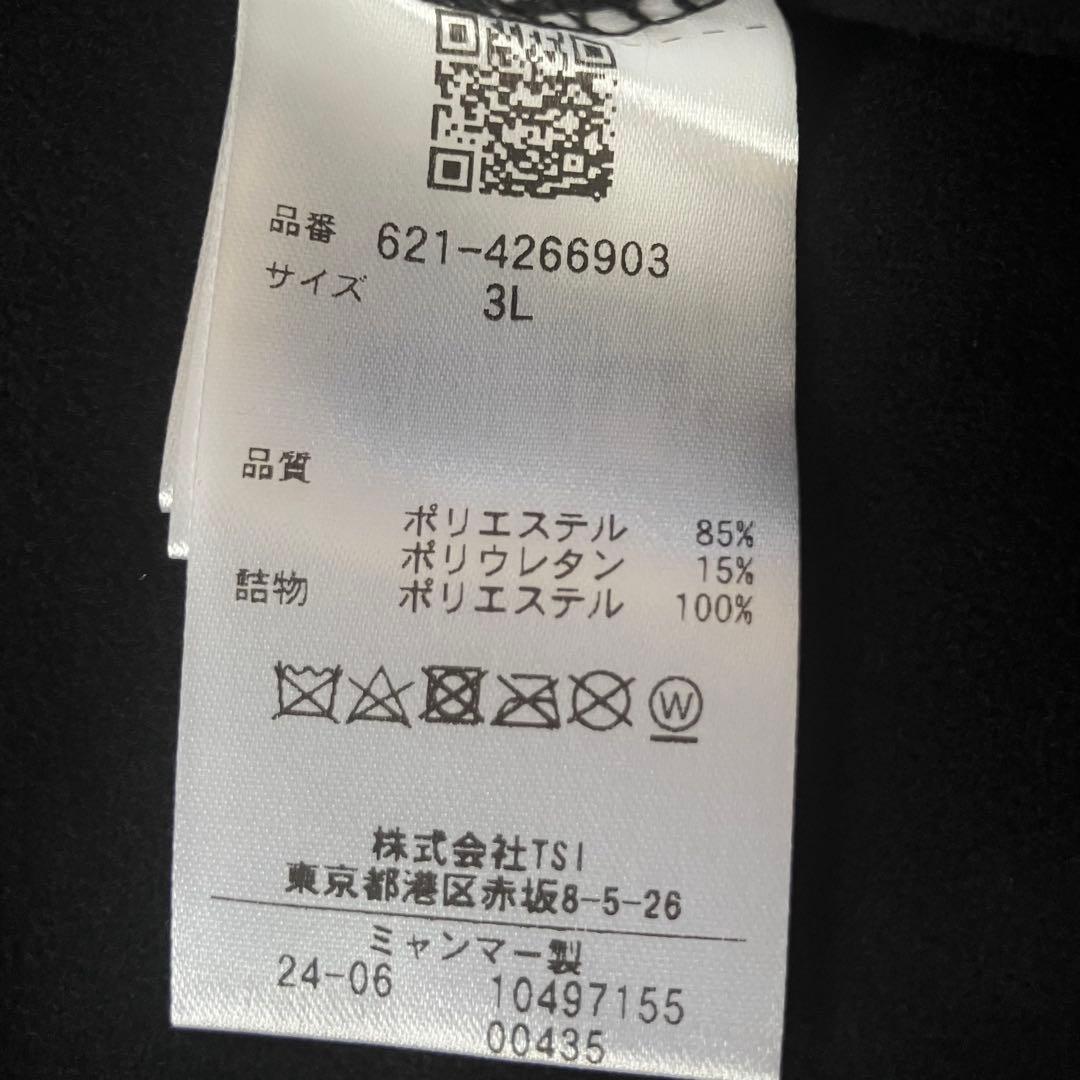 品番 621-4266903
サイズ 3L
品質
ポリエステル 85%
ポリウレタン 15%
詰物 ポリエステル 100%
W
株式会社TSI
東京都港区赤坂8-5-26
ミャンマー製
24-06 10497155
00435